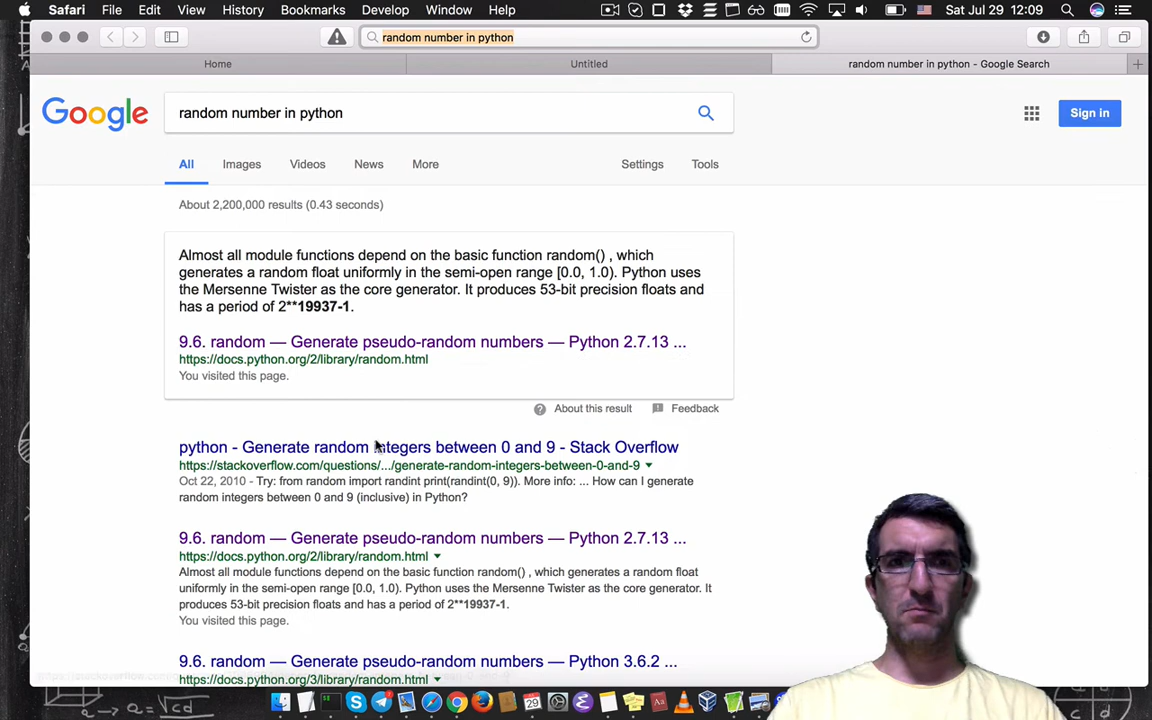 Safari File Edit View History Bookmarks Develop Window Help Sat Jul 29 12:09
random number in python
Home Untitled random number in python - Google Search
Google random number in python Sign in
All Images Videos News More Settings Tools
About 2,200,000 results (0.43 seconds)
Almost all module functions depend on the basic function random() , which
generates a random float uniformly in the semi-open range [0.0, 1.0). Python uses
the Mersenne Twister as the core generator. It produces 53-bit precision floats and
has a period of 2**19937-1.
9.6. random — Generate pseudo-random numbers — Python 2.7.13 ...
https://docs.python.org/2/library/random.html
You visited this page.
About this result Feedback
python - Generate random integers between 0 and 9 - Stack Overflow
https://stackoverflow.com/questions/.../generate-random-integers-between-0-and-9
Oct 22, 2010 - Try: from random import randint print(randint(0, 9)). More info: ... How can I generate
random integers between 0 and 9 (inclusive) in Python?
9.6. random — Generate pseudo-random numbers — Python 2.7.13 ...
https://docs.python.org/2/library/random.html
Almost all module functions depend on the basic function random() , which generates a random float
uniformly in the semi-open range [0.0, 1.0). Python uses the Mersenne Twister as the core generator. It
produces 53-bit precision floats and has a period of 2**19937-1.
You visited this page.
9.6. random — Generate pseudo-random numbers — Python 3.6.2 ...
https://docs.python.org/3/library/random.html